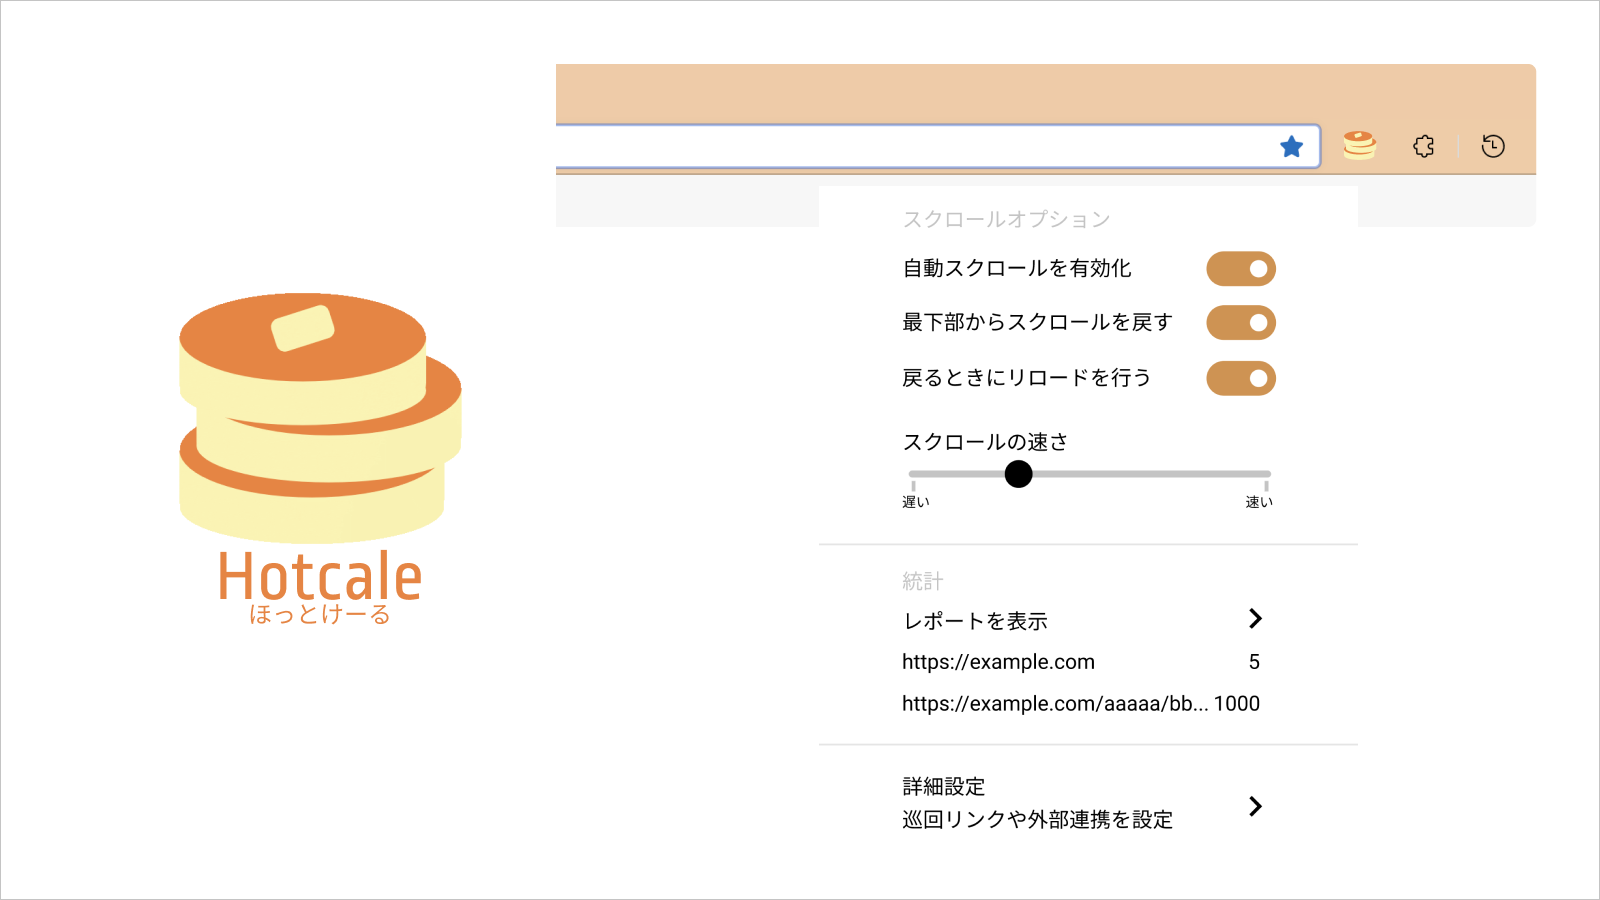 Hotcale
ほっとけーる
スクロールオプション
自動スクロールを有効化
最下部からスクロールを戻す
戻るときにリロードを行う
スクロールの速さ
遅い 速い
統計
レポートを表示
https://example.com 5
https://example.com/aaaaa/bb... 1000
詳細設定
巡回リンクや外部連携を設定